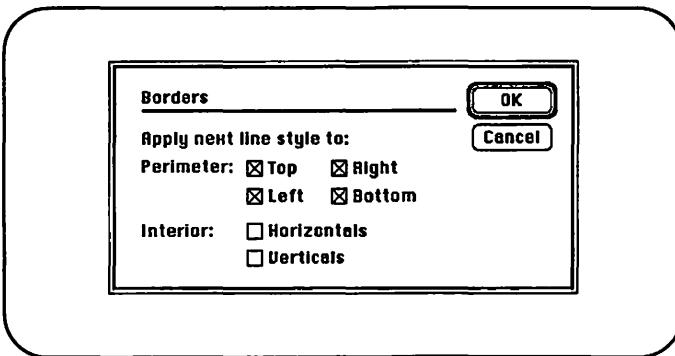 Borders
OK
Cancel
Apply next line style to:
Perimeter: Top Right
Left Bottom
Interior: Horizontals
Verticals